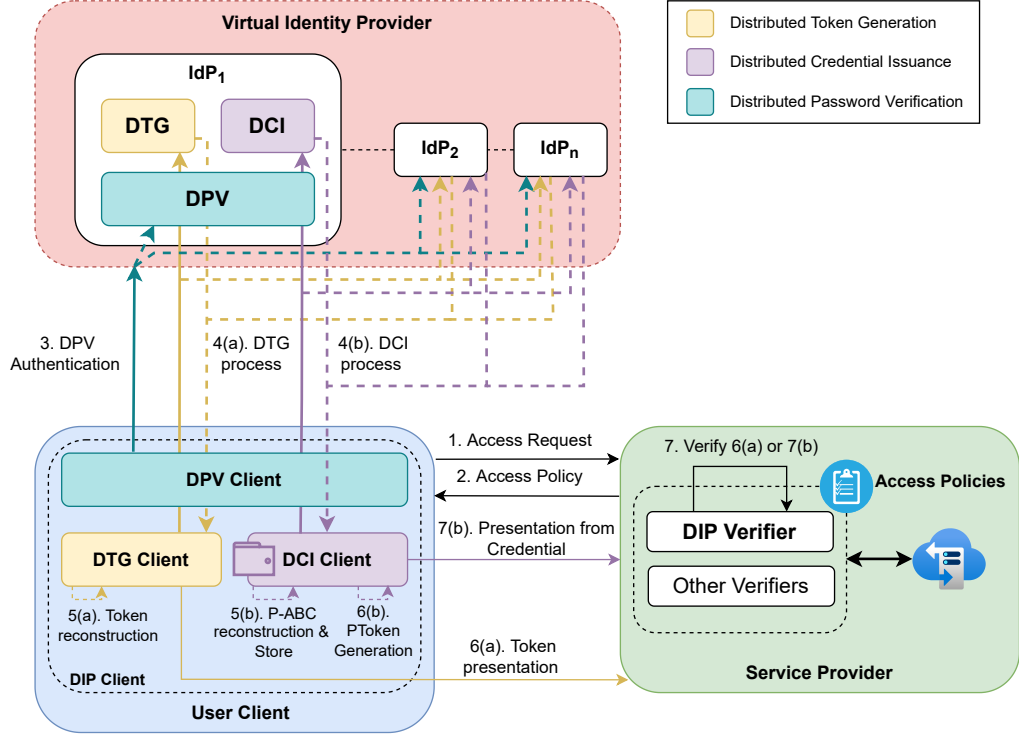 Virtual Identity Provider
IdP1
DTG
DCI
DPV
IdP2
IdPn
Distributed Token Generation
Distributed Credential Issuance
Distributed Password Verification
3. DPV
Authentication
4(a). DTG
process
4(b). DCI
process
DPV Client
DTG Client
DCI Client
5(a). Token
reconstruction
5(b). P-ABC
reconstruction &
Store
6(b).
PToken
Generation
DIP Client
User Client
1. Access Request
2. Access Policy
7(b). Presentation from
Credential
6(a). Token
presentation
7. Verify 6(a) or 7(b)
Access Policies
DIP Verifier
Other Verifiers
Service Provider